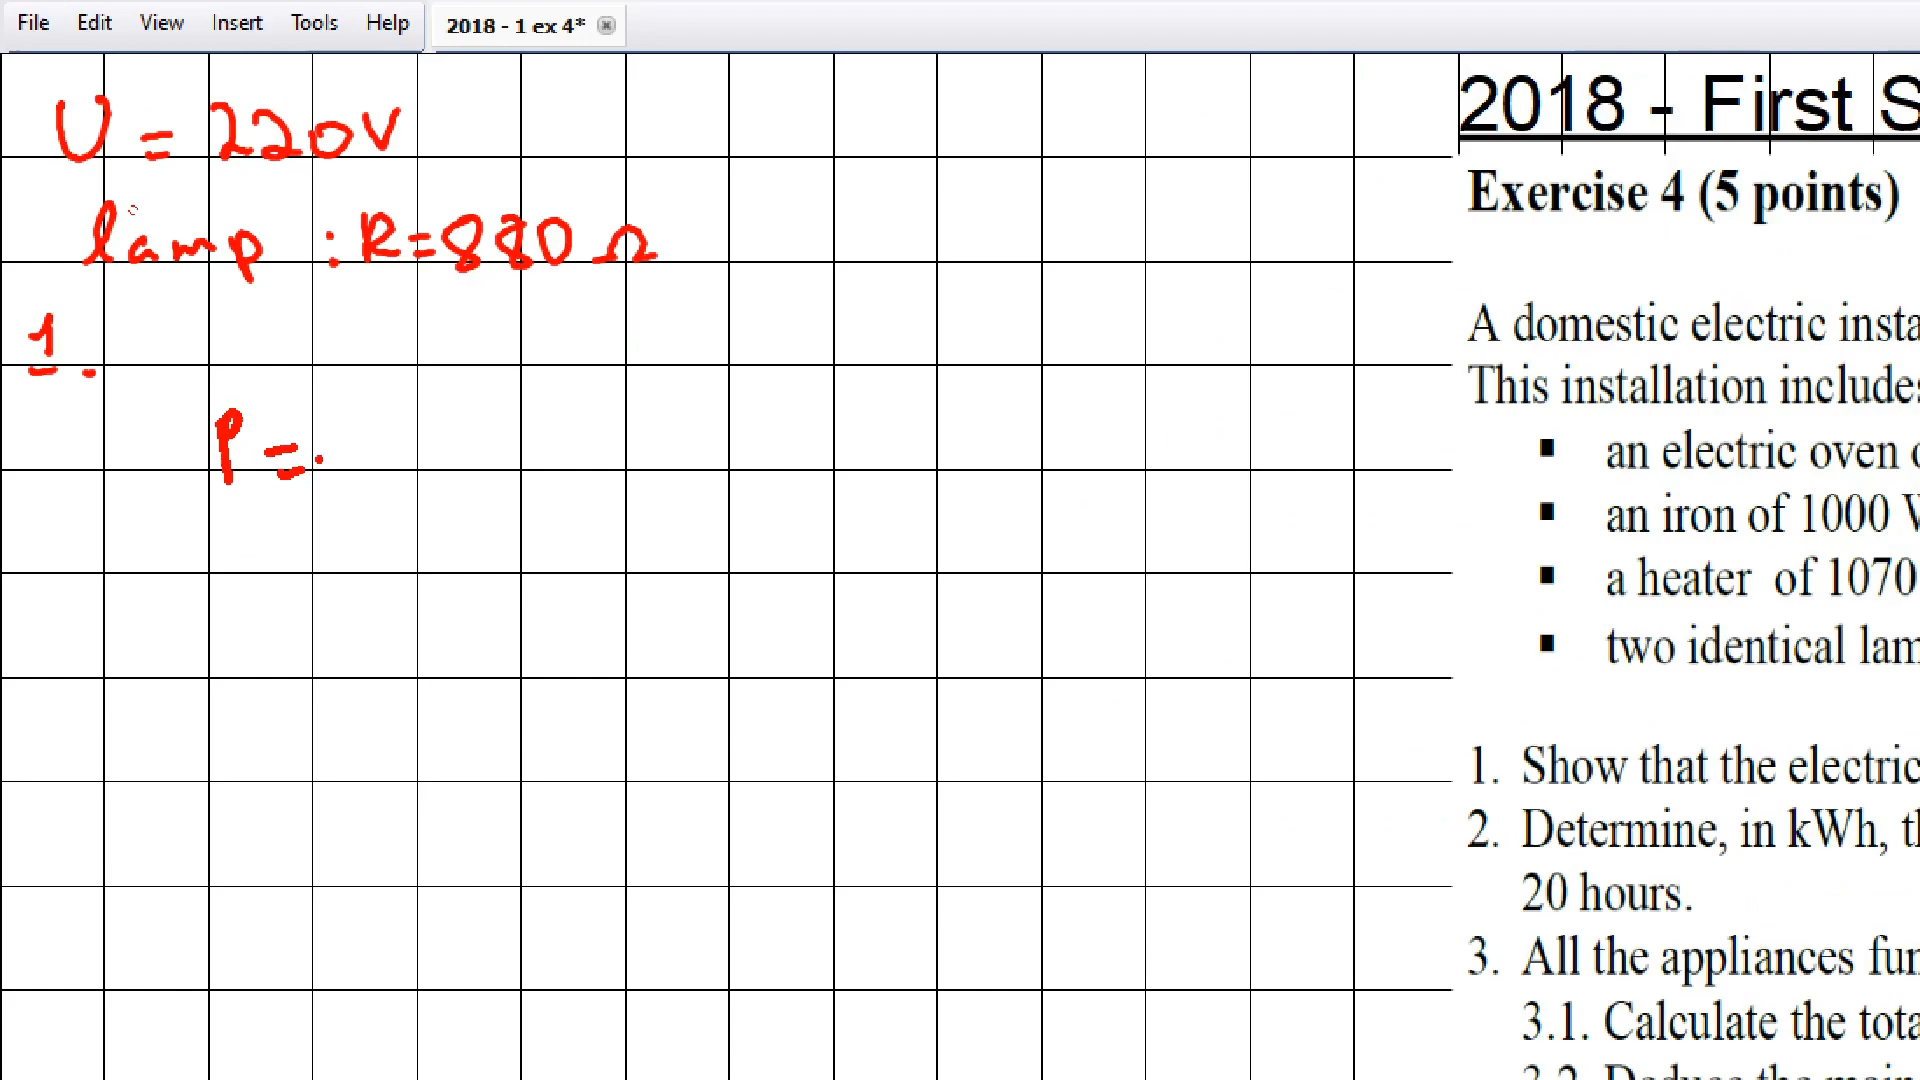 File Edit View Insert Tools Help 2018 - 1 ex 4*
U = 220V
lamp : R = 880 Ω
1.
P =
2018 - First S
Exercise 4 (5 points)
A domestic electric insta
This installation includes
▪ an electric oven
▪ an iron of 1000
▪ a heater of 1070
▪ two identical lam
1. Show that the electric
2. Determine, in kWh, th
20 hours.
3. All the appliances fun
3.1. Calculate the tota